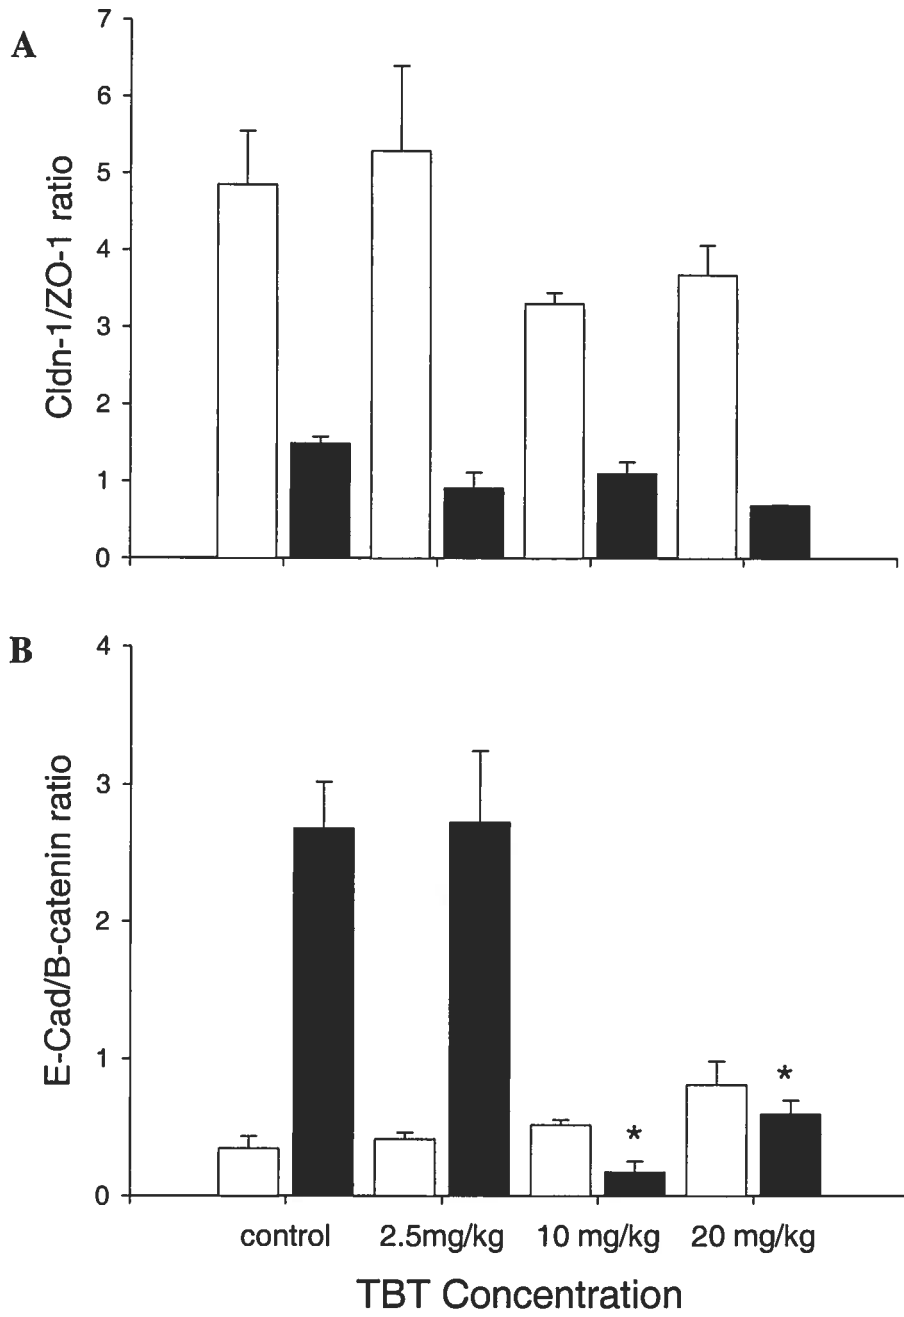 A
7
6
5
4
3
2
1
0
Cldn-1/ZO-1 ratio
B
4
3
2
1
0
E-Cad/B-catenin ratio
*
*
control 2.5mg/kg 10 mg/kg 20 mg/kg
TBT Concentration